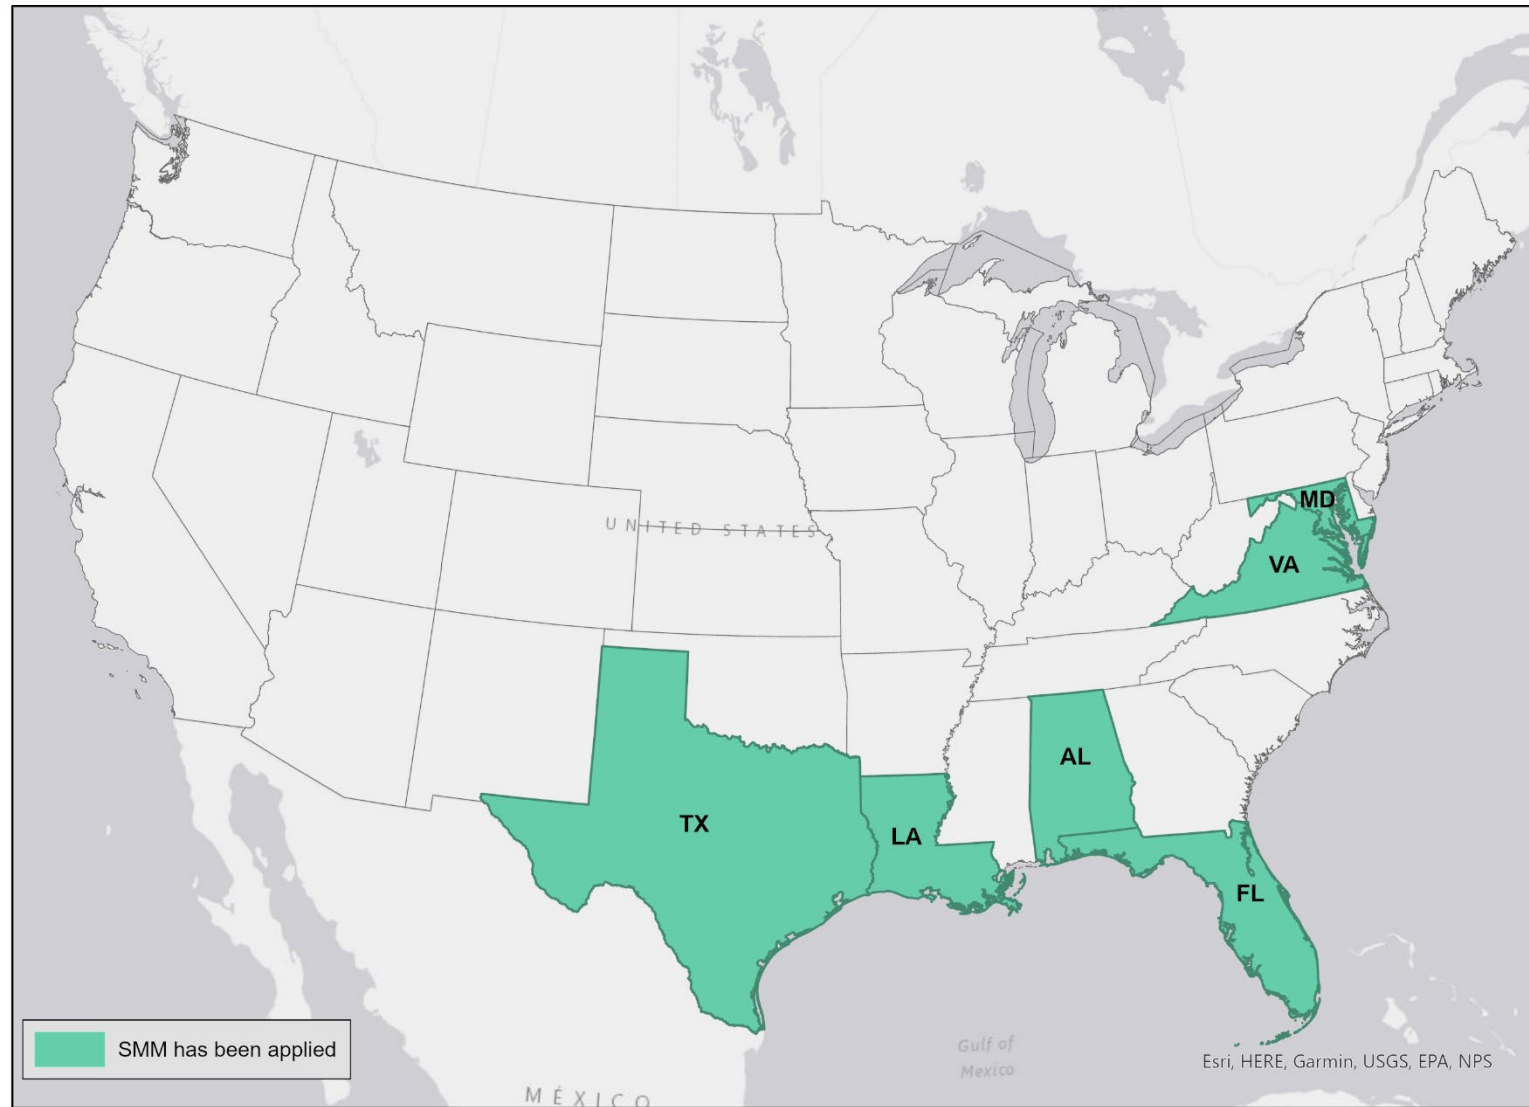 UNITED STATES
MD
VA
AL
TX
LA
FL
SMM has been applied
Gulf of
Mexico
Esri, HERE, Garmin, USGS, EPA, NPS
MÉXICO